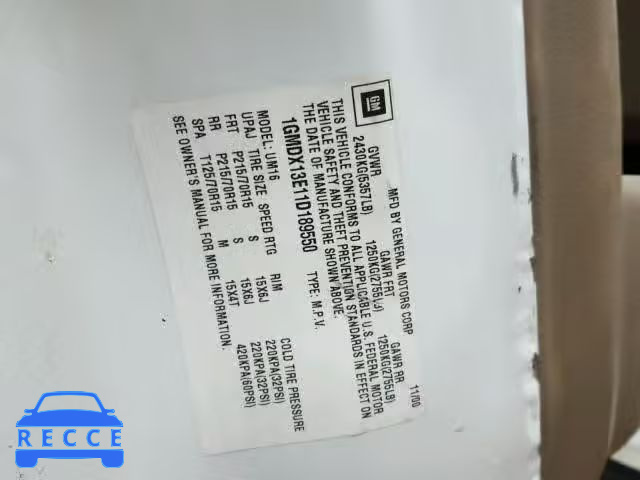 GM
MFD BY GENERAL MOTORS CORP 11/00
GVWR GAWR FRT GAWR RR
2430KG(5357LB) 1250KG(2755LB) 1250KG(2755LB)
THIS VEHICLE CONFORMS TO ALL APPLICABLE U.S. FEDERAL MOTOR
VEHICLE SAFETY AND THEFT PREVENTION STANDARDS IN EFFECT ON
THE DATE OF MANUFACTURE SHOWN ABOVE.
1GMDX13E11D189550 TYPE: M.P.V.
MODEL: UM16
UPAJ TIRE SIZE SPEED RTG RIM COLD TIRE PRESSURE
FRT P215/70R15 S 15X6J 220KPA(32PSI)
RR P215/70R15 S 15X6J 220KPA(32PSI)
SPA T125/70R15 M 15X4T 420KPA(60PSI)
SEE OWNER'S MANUAL FOR MORE INFORMATION.
RECCE